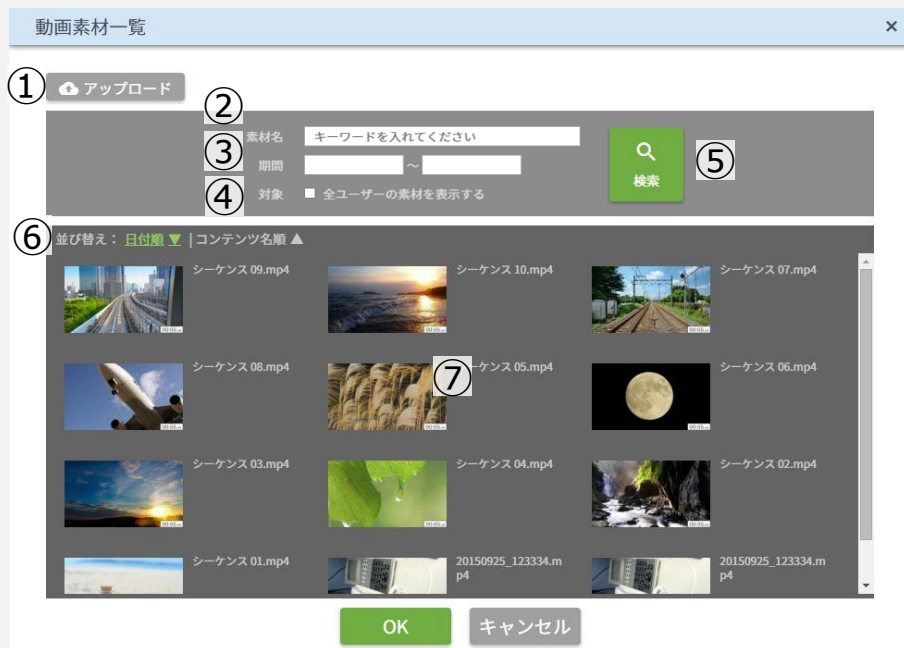 動画素材一覧 ×
① アップロード
②
素材名 キーワードを入れてください
③
期間 ～
④ 対象 全ユーザーの素材を表示する
検索
⑤
⑥ 並び替え： 日付順 ▼ | コンテンツ名順 ▲
シーケンス 09.mp4
シーケンス 10.mp4
シーケンス 07.mp4
シーケンス 08.mp4
⑦
シーケンス 05.mp4
シーケンス 06.mp4
シーケンス 03.mp4
シーケンス 04.mp4
シーケンス 02.mp4
シーケンス 01.mp4
20150925_123334.m
p4
20150925_123334.m
p4
OK
キャンセル